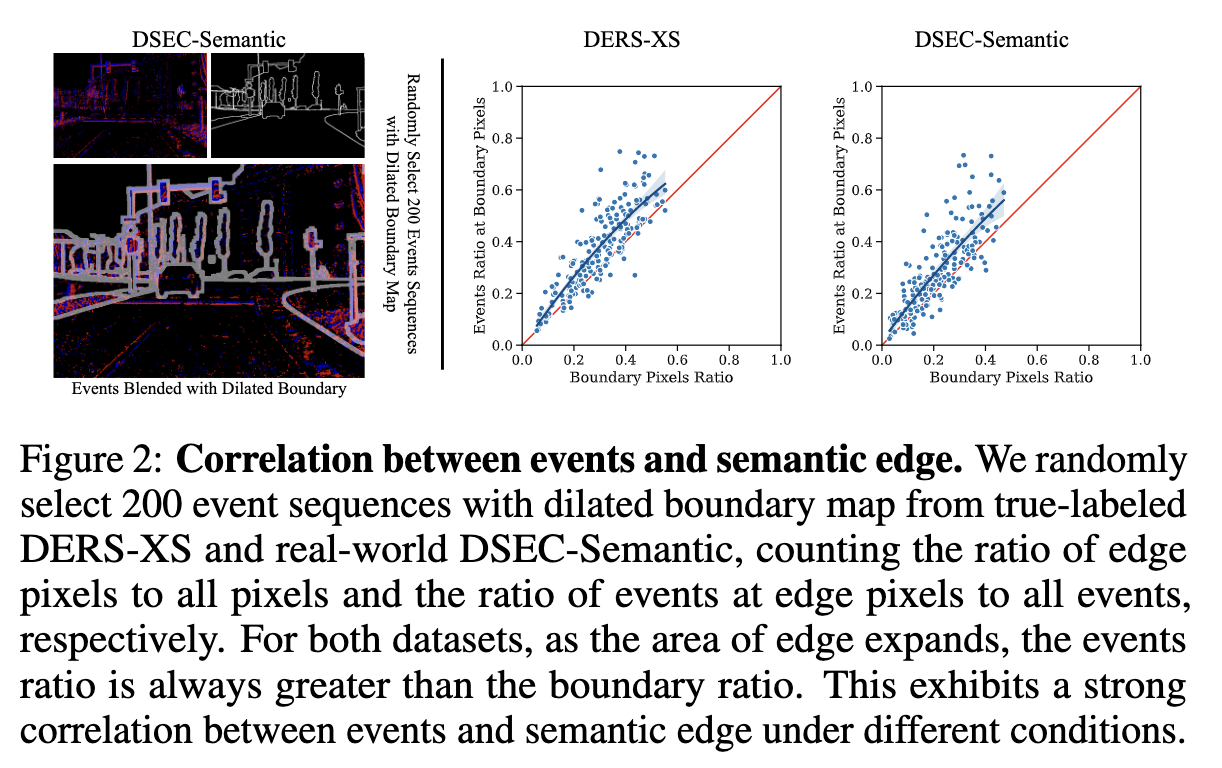 DSEC-Semantic
Events Blended with Dilated Boundary
Randomly Select 200 Events Sequences
with Dilated Boundary Map
DERS-XS
Events Ratio at Boundary Pixels
1.0
0.8
0.6
0.4
0.2
0.0
0.0 0.2 0.4 0.6 0.8 1.0
Boundary Pixels Ratio
DSEC-Semantic
Events Ratio at Boundary Pixels
1.0
0.8
0.6
0.4
0.2
0.0
0.0 0.2 0.4 0.6 0.8 1.0
Boundary Pixels Ratio
Figure 2: Correlation between events and semantic edge. We randomly
select 200 event sequences with dilated boundary map from true-labeled
DERS-XS and real-world DSEC-Semantic, counting the ratio of edge
pixels to all pixels and the ratio of events at edge pixels to all events,
respectively. For both datasets, as the area of edge expands, the events
ratio is always greater than the boundary ratio. This exhibits a strong
correlation between events and semantic edge under different conditions.